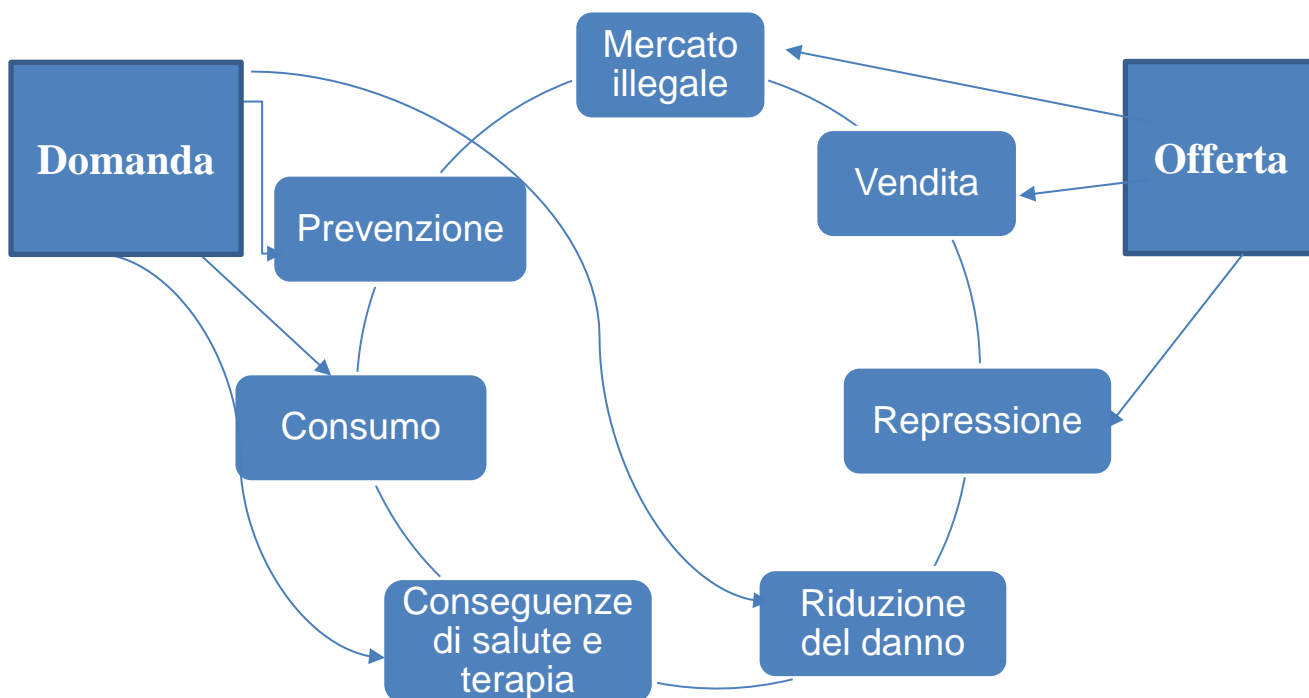 Mercato
illegale
Domanda
Offerta
Vendita
Prevenzione
Repressione
Consumo
Riduzione
del danno
Conseguenze
di salute e
terapia